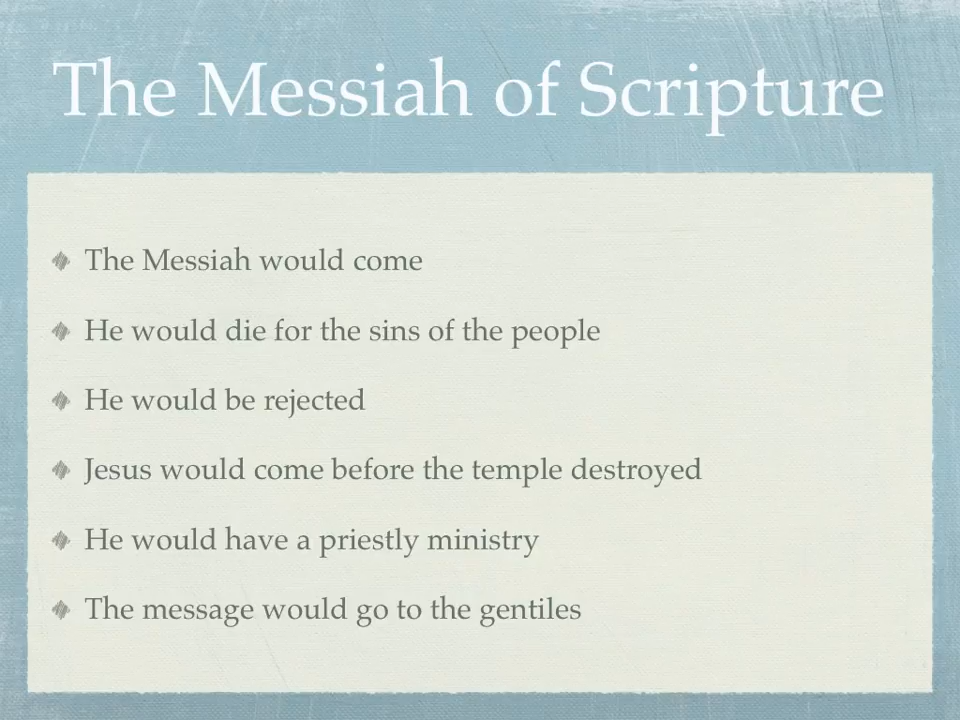 The Messiah of Scripture
The Messiah would come
He would die for the sins of the people
He would be rejected
Jesus would come before the temple destroyed
He would have a priestly ministry
The message would go to the gentiles